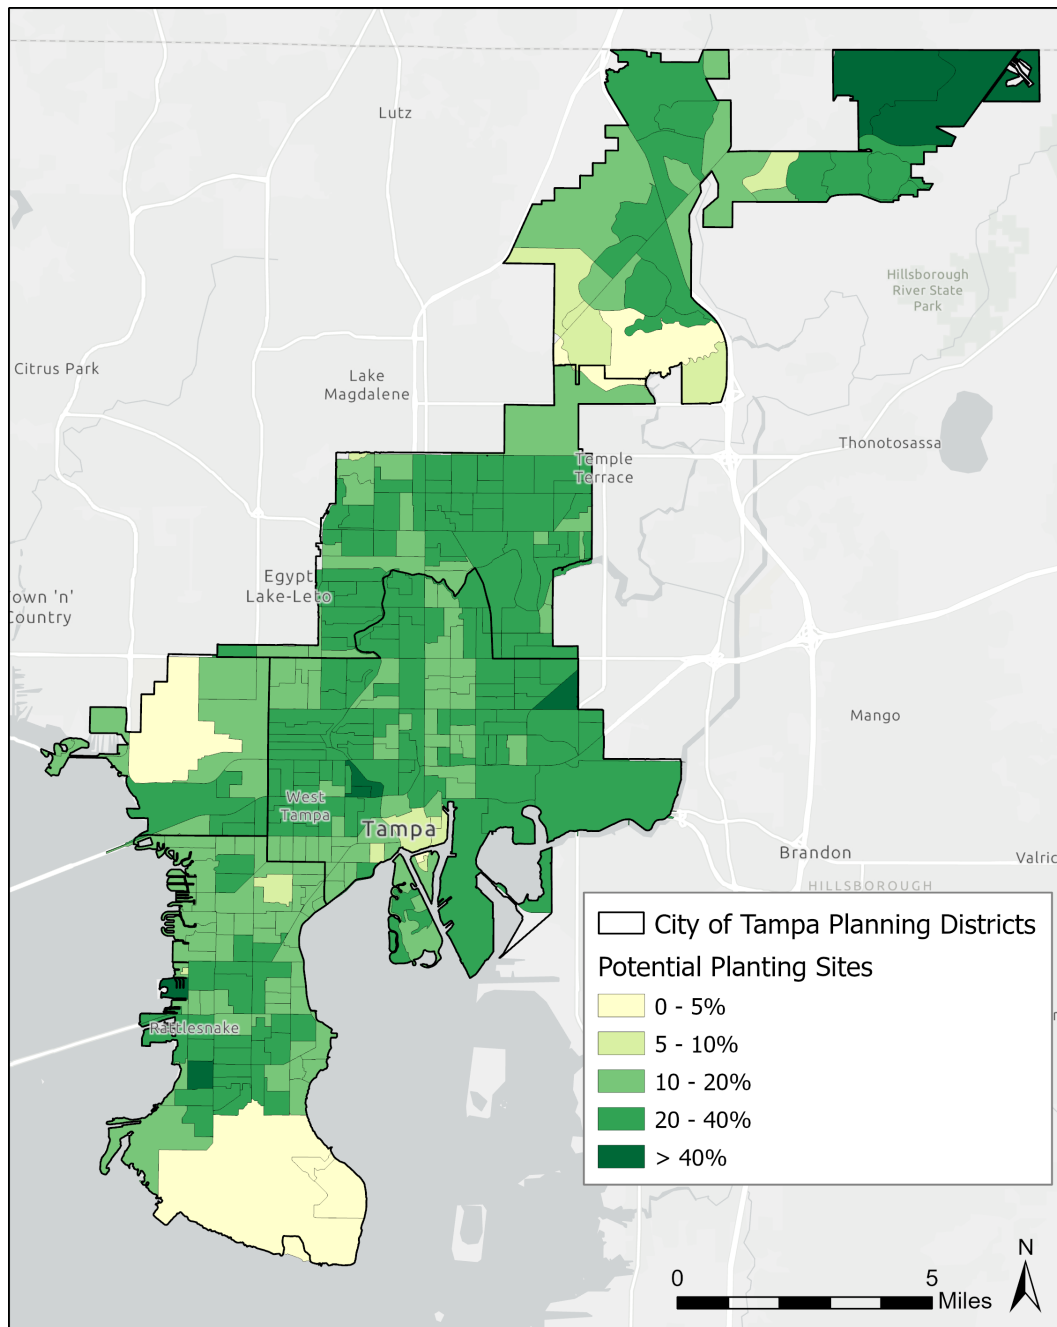 Lutz
Hillsborough
River State
Park
Citrus Park
Lake
Magdalene
Thonotosassa
Temple
Terrace
Egypt
Lake-Leto
Town 'n'
Country
Mango
West
Tampa
Tampa
Brandon
Valric
HILLSBOROUGH
Rattlesnake
City of Tampa Planning Districts
Potential Planting Sites
0 - 5%
5 - 10%
10 - 20%
20 - 40%
> 40%
N
0 5
Miles